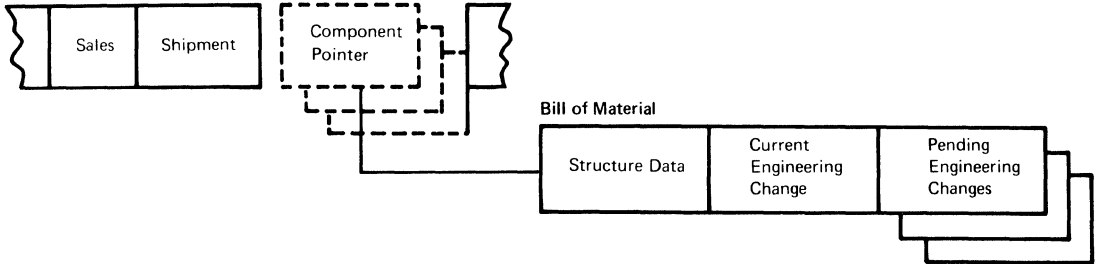 Sales
Shipment
Component
Pointer
Bill of Material
Structure Data
Current
Engineering
Change
Pending
Engineering
Changes